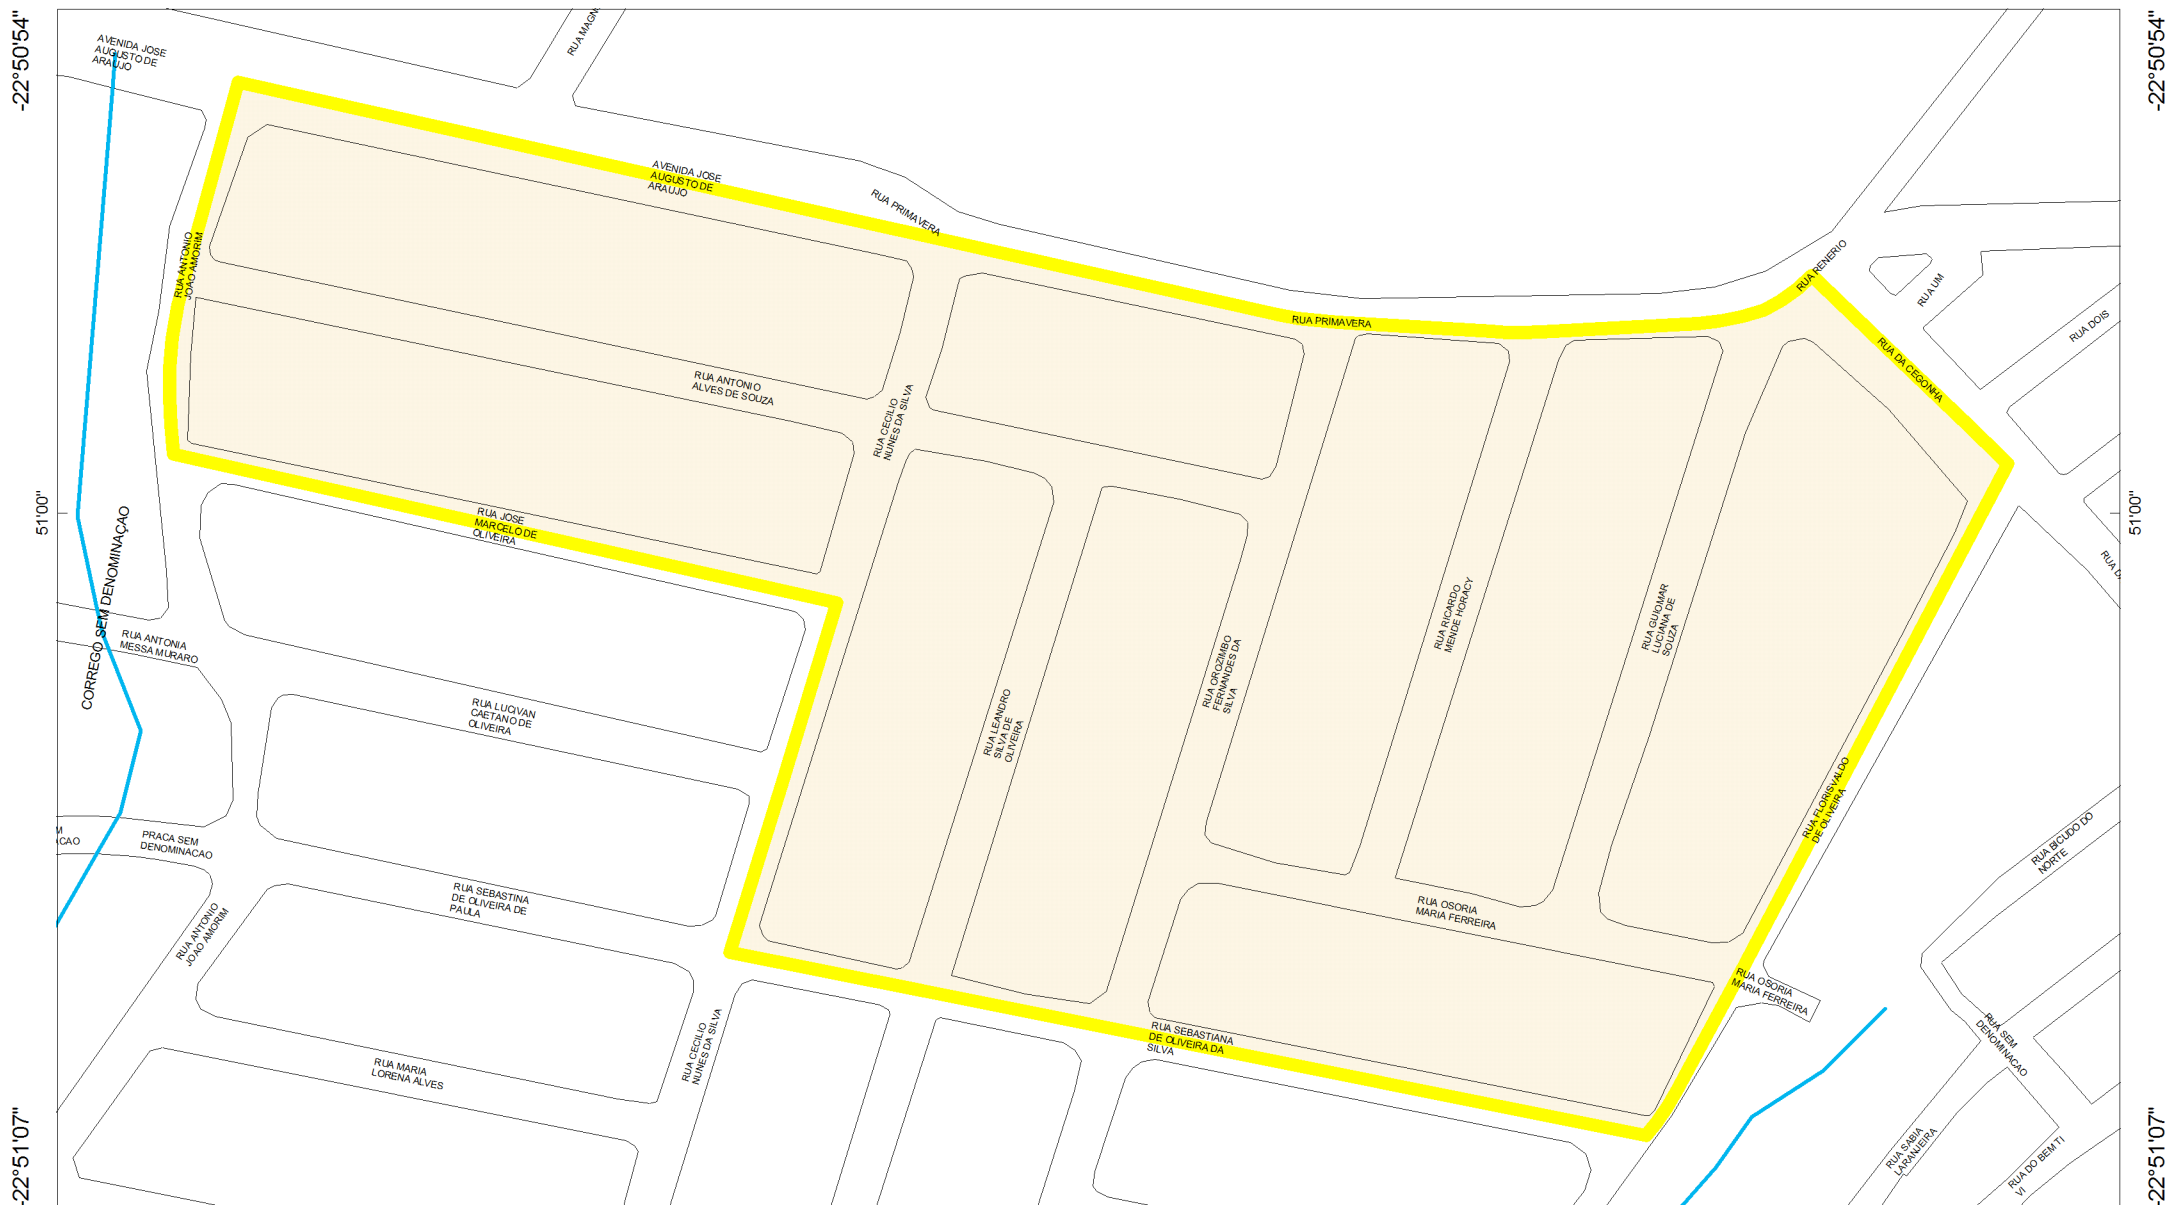 -22°50'54"
-22°50'54"
AVENIDA JOSE
AUGUSTO DE
ARAUJO
RUA MAGN
AVENIDA JOSE
AUGUSTO DE
ARAUJO
RUA PRIMAVERA
RUA ANTONIO
JOAO AMORIM
RUA RENERIO
RUA UM
RUA PRIMAVERA
RUA DOIS
RUA DA CEGONHA
RUA ANTONIO
ALVES DE SOUZA
RUA CECILIO
NUNES DA SILVA
51'00"
51'00"
RUA JOSE
MARCELO DE
OLIVEIRA
CORREGO SEM DENOMINAÇAO
RUA D
RUA ANTONIA
MESSA MURARO
RUA RICARDO
MENDE HORACY
RUA GUIOMAR
LUCIANA DE
SOUZA
RUA OROZIMBO
FERNANDES DA
SILVA
RUA LUCIVAN
CAETANO DE
OLIVEIRA
RUA LEANDRO
SILVA DE
OLIVEIRA
RUA FLORISVALDO
DE OLIVEIRA
M
CAO
PRACA SEM
DENOMINACAO
RUA BICUDO DO
NORTE
RUA SEBASTINA
DE OLIVEIRA DE
PAULA
RUA OSORIA
MARIA FERREIRA
RUA ANTONIO
JOAO AMORIM
RUA OSORIA
MARIA FERREIRA
RUA SEBASTIANA
DE OLIVEIRA DA
SILVA
RUA CECILIO
NUNES DA SILVA
RUA SEM
DENOMINACAO
RUA MARIA
LORENA ALVES
RUA SABIA
LARANJEIRA
RUA DO BEM TI
VI
-22°51'07"
-22°51'07"